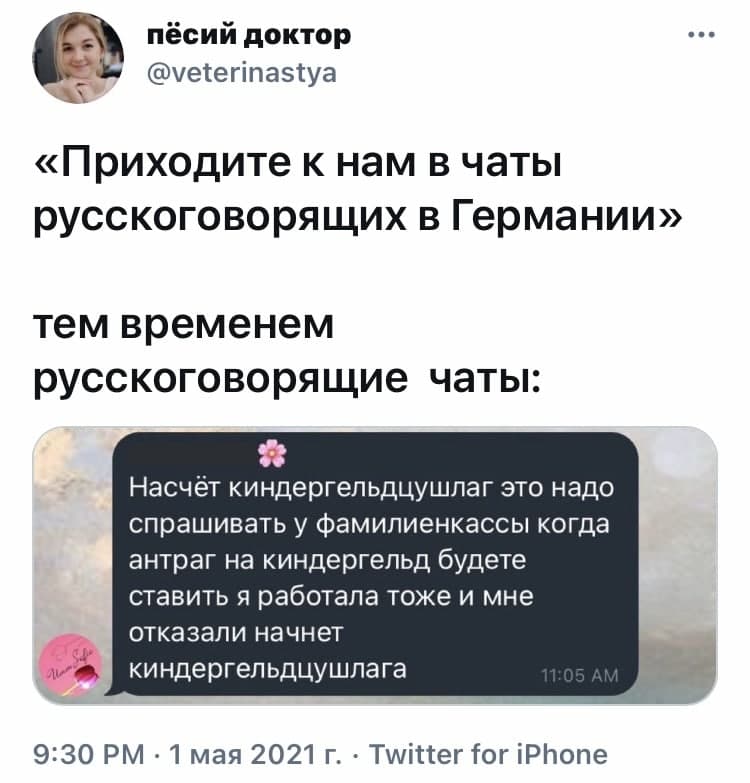 пёсий доктор
@veterinastya
«Приходите к нам в чаты
русскоговорящих в Германии»
тем временем
русскоговорящие чаты:
🌸
Насчёт киндергельдцушлаг это надо
спрашивать у фамилиенкассы когда
антраг на киндергельд будете
ставить я работала тоже и мне
отказали начнет
киндергельдцушлага
11:05 AM
9:30 PM · 1 мая 2021 г. · Twitter for iPhone